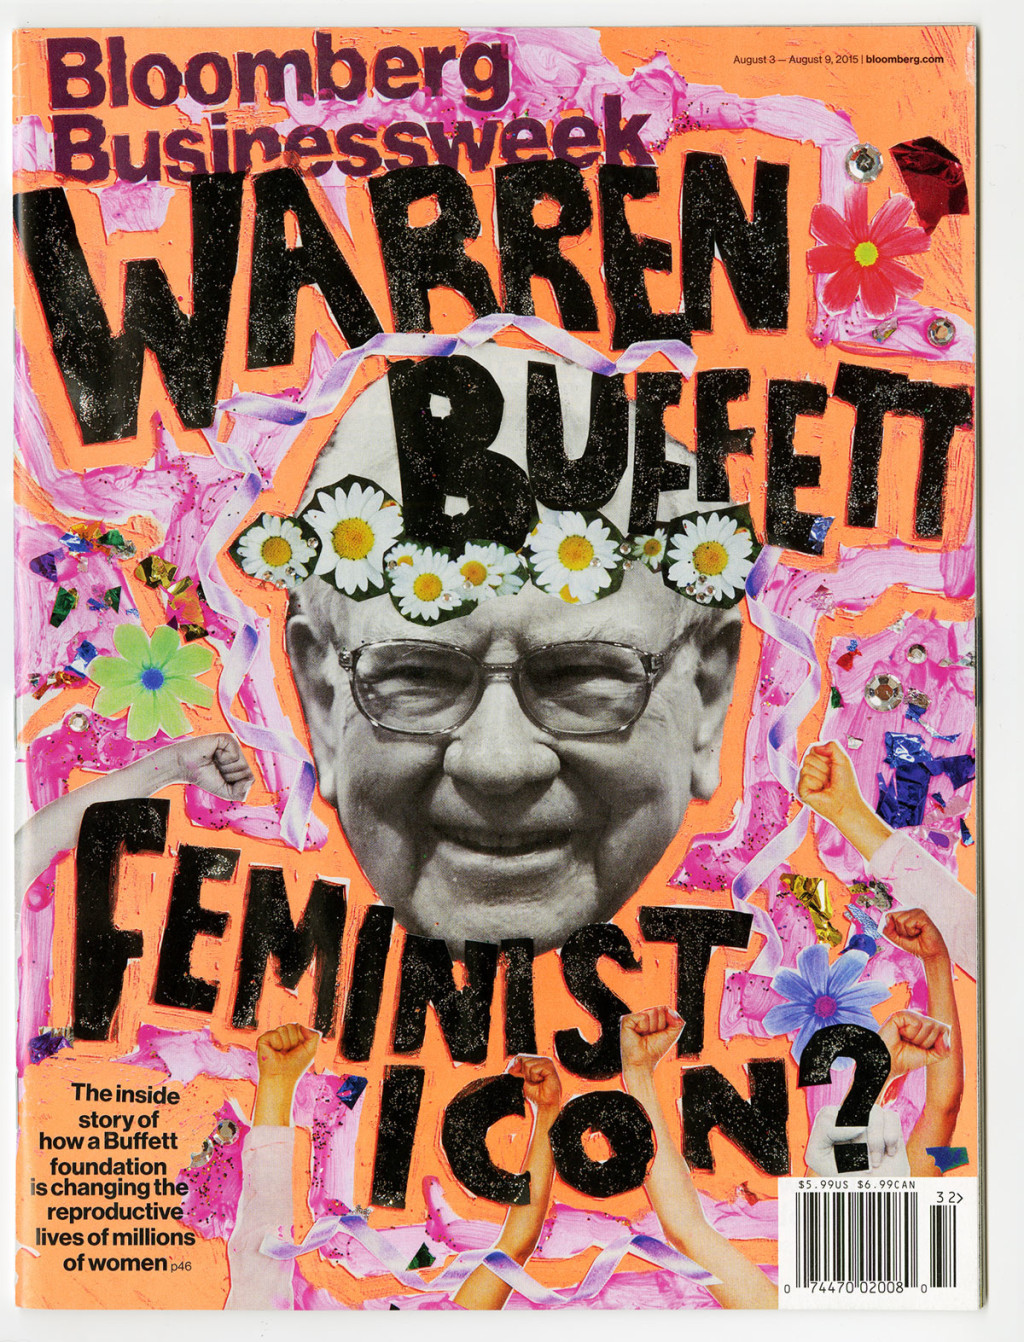 Bloomberg
Businessweek
August 3 — August 9, 2015 | bloomberg.com
WARREN
BUFFETT
FEMINIST
ICON?
The inside
story of
how a Buffett
foundation
is changing the
reproductive
lives of millions
of women p46
$5.99US $6.99CAN
32>
0 74470 02008 0